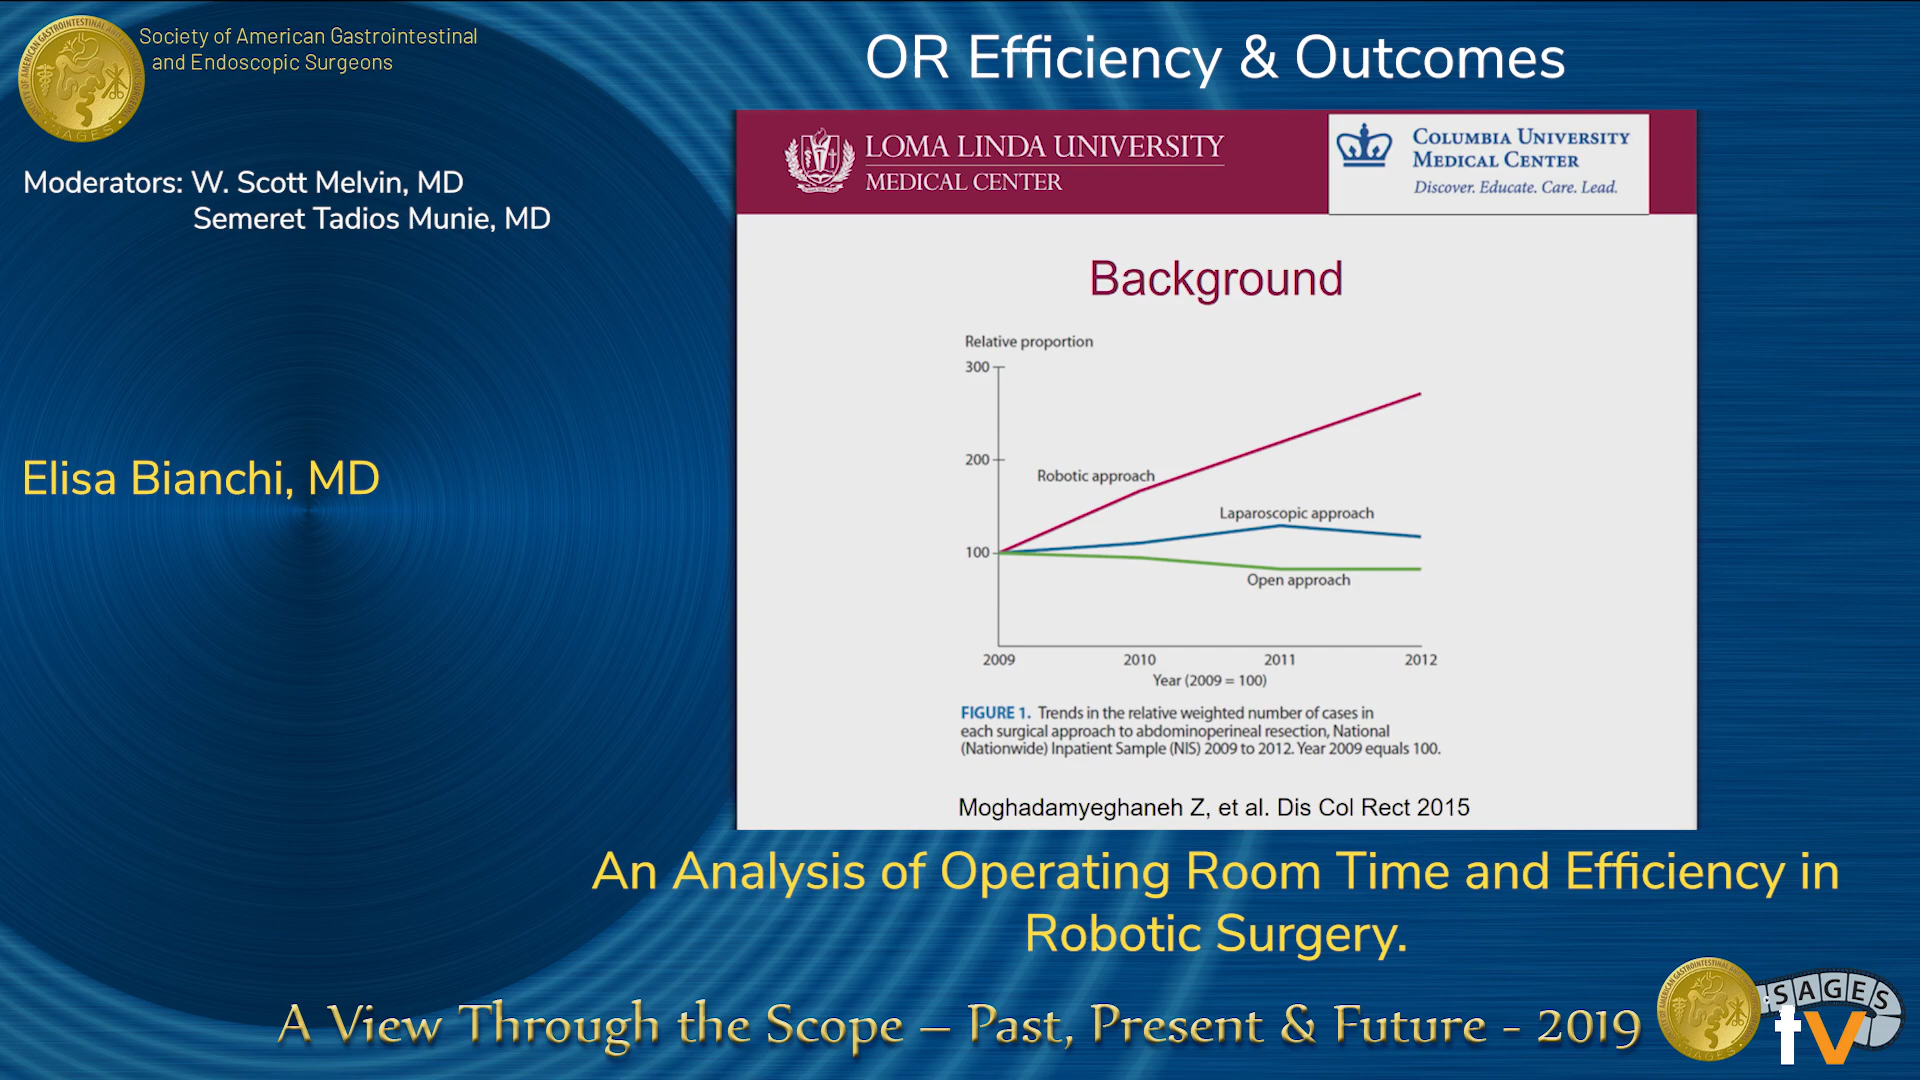 Society of American Gastrointestinal
and Endoscopic Surgeons
OR Efficiency & Outcomes
Moderators: W. Scott Melvin, MD
Semeret Tadios Munie, MD
Elisa Bianchi, MD
LOMA LINDA UNIVERSITY
MEDICAL CENTER
COLUMBIA UNIVERSITY
MEDICAL CENTER
Discover. Educate. Care. Lead.
Background
Relative proportion
300
200
100
Robotic approach
Laparoscopic approach
Open approach
2009 2010 2011 2012
Year (2009 = 100)
FIGURE 1. Trends in the relative weighted number of cases in
each surgical approach to abdominoperineal resection, National
(Nationwide) Inpatient Sample (NIS) 2009 to 2012. Year 2009 equals 100.
Moghadamyeghaneh Z, et al. Dis Col Rect 2015
An Analysis of Operating Room Time and Efficiency in
Robotic Surgery.
A View Through the Scope – Past, Present & Future - 2019
SAGES
tv